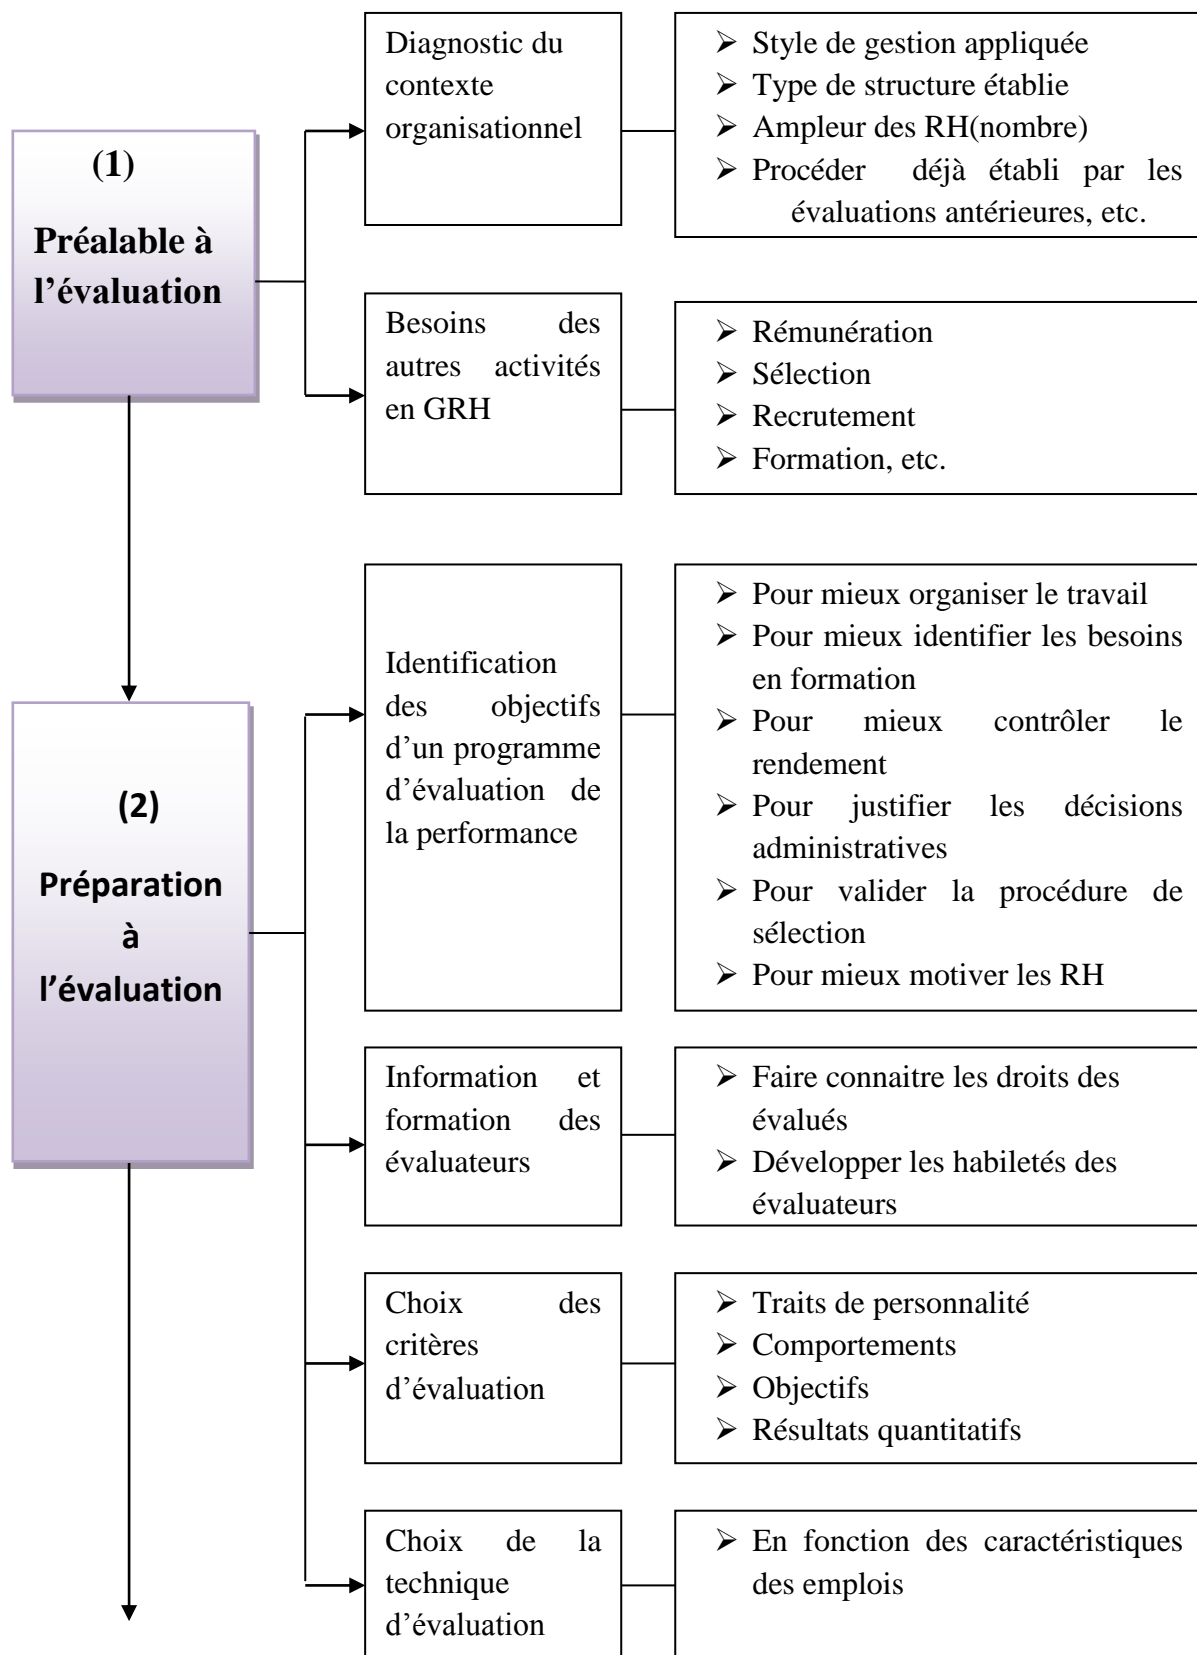 (1)
Préalable à
l’évaluation
Diagnostic du
contexte
organisationnel
➢ Style de gestion appliquée
➢ Type de structure établie
➢ Ampleur des RH(nombre)
➢ Procéder déjà établi par les
évaluations antérieures, etc.
Besoins des
autres activités
en GRH
➢ Rémunération
➢ Sélection
➢ Recrutement
➢ Formation, etc.
(2)
Préparation
à
l’évaluation
Identification
des objectifs
d’un programme
d’évaluation de
la performance
➢ Pour mieux organiser le travail
➢ Pour mieux identifier les besoins
en formation
➢ Pour mieux contrôler le
rendement
➢ Pour justifier les décisions
administratives
➢ Pour valider la procédure de
sélection
➢ Pour mieux motiver les RH
Information et
formation des
évaluateurs
➢ Faire connaitre les droits des
évalués
➢ Développer les habiletés des
évaluateurs
Choix des
critères
d’évaluation
➢ Traits de personnalité
➢ Comportements
➢ Objectifs
➢ Résultats quantitatifs
Choix de la
technique
d’évaluation
➢ En fonction des caractéristiques
des emplois